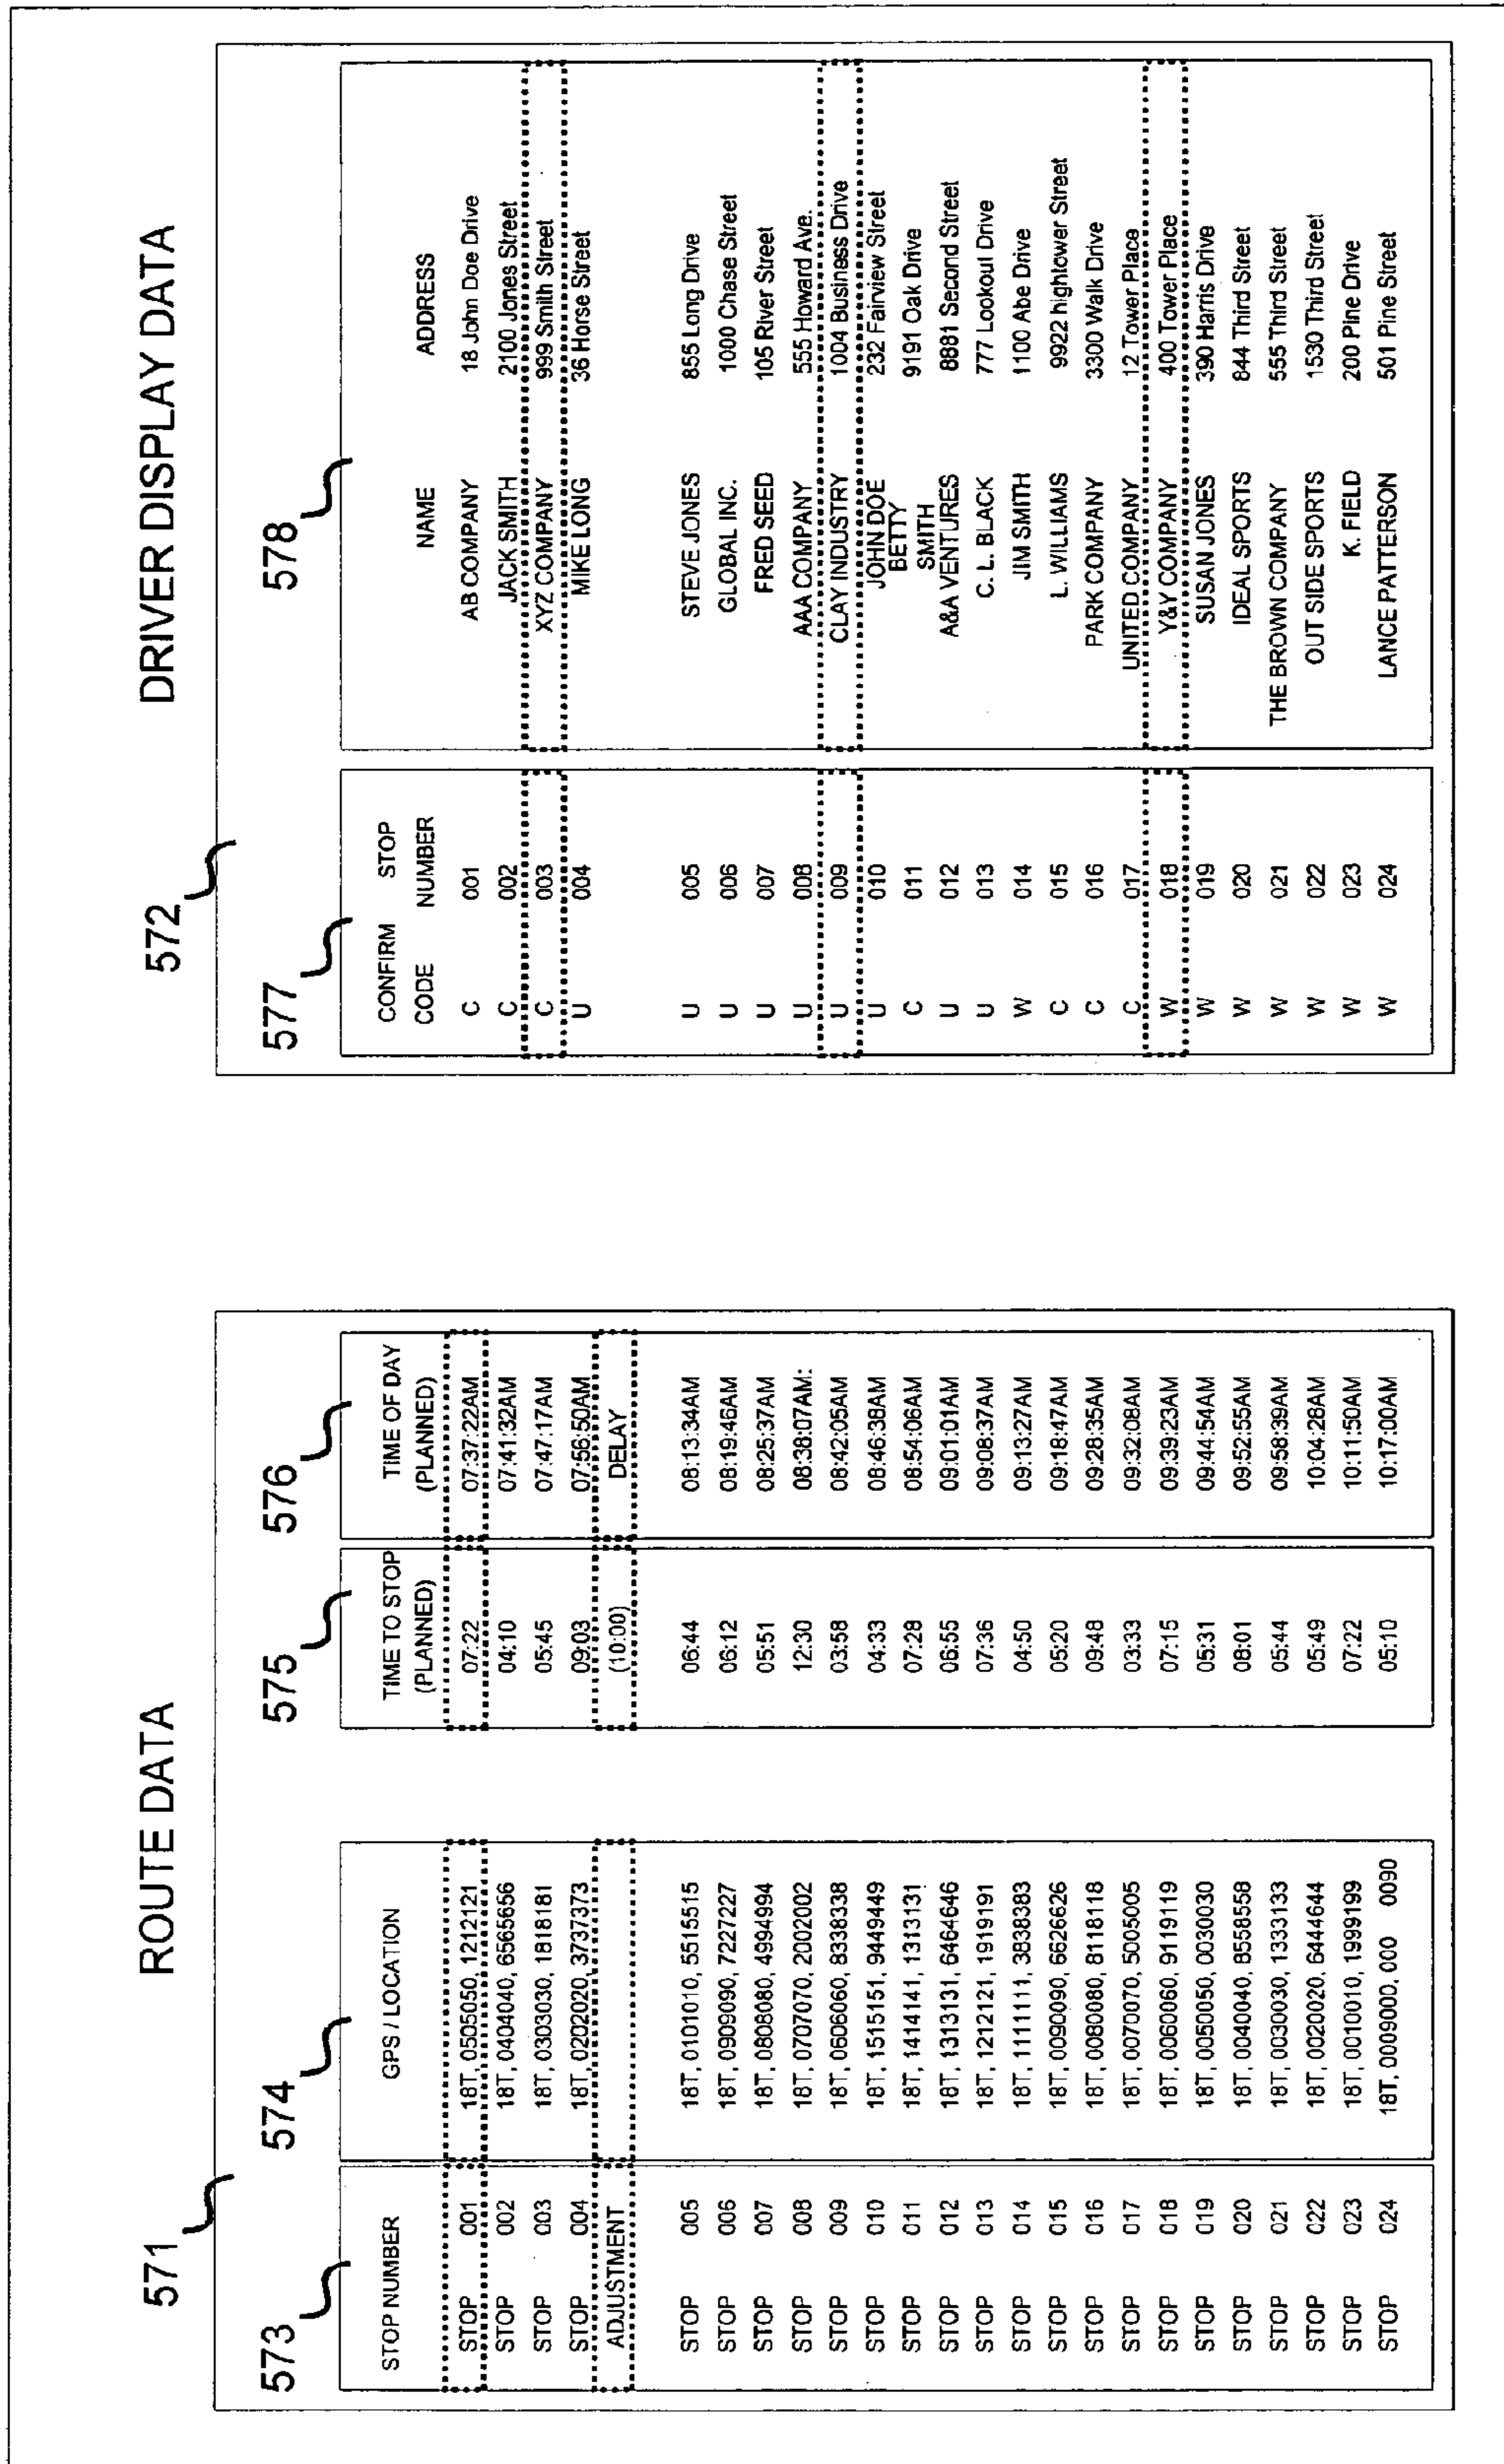 ROUTE DATA
571
573
574
575
576
STOP NUMBER GPS / LOCATION TIME TO STOP (PLANNED) TIME OF DAY (PLANNED)
STOP 001 18T, 0505050, 1212121 07:22 07:37:22AM
STOP 002 18T, 0404040, 6565656 04:10 07:41:32AM
STOP 003 18T, 0303030, 1818181 05:45 07:47:17AM
STOP 004 18T, 0202020, 3737373 09:03 07:56:50AM
ADJUSTMENT (10:00) DELAY
STOP 005 18T, 0101010, 5515515 06:44 08:13:34AM
STOP 006 18T, 0909090, 7227227 06:12 08:19:46AM
STOP 007 18T, 0808080, 4994994 05:51 08:25:37AM
STOP 008 18T, 0707070, 2002002 12:30 08:38:07AM:
STOP 009 18T, 0606060, 8338338 03:58 08:42:05AM
STOP 010 18T, 1515151, 9449449 04:33 08:46:38AM
STOP 011 18T, 1414141, 1313131 07:28 08:54:06AM
STOP 012 18T, 1313131, 6464646 06:55 09:01:01AM
STOP 013 18T, 1212121, 1919191 07:36 09:08:37AM
STOP 014 18T, 1111111, 3838383 04:50 09:13:27AM
STOP 015 18T, 0090090, 6626626 05:20 09:18:47AM
STOP 016 18T, 0080080, 8118118 09:48 09:28:35AM
STOP 017 18T, 0070070, 5005005 03:33 09:32:08AM
STOP 018 18T, 0060060, 9119119 07:15 09:39:23AM
STOP 019 18T, 0050050, 0030030 05:31 09:44:54AM
STOP 020 18T, 0040040, 8558558 08:01 09:52:55AM
STOP 021 18T, 0030030, 1333133 05:44 09:58:39AM
STOP 022 18T, 0020020, 6444644 05:49 10:04:28AM
STOP 023 18T, 0010010, 1999199 07:22 10:11:50AM
STOP 024 18T, 0009000, 000 0090 05:10 10:17:00AM
DRIVER DISPLAY DATA
572
577
578
CONFIRM CODE STOP NUMBER NAME ADDRESS
C 001 AB COMPANY 18 John Doe Drive
C 002 JACK SMITH 2100 Jones Street
C 003 XYZ COMPANY 999 Smith Street
U 004 MIKE LONG 36 Horse Street
U 005 STEVE JONES 855 Long Drive
U 006 GLOBAL INC. 1000 Chase Street
U 007 FRED SEED 105 River Street
U 008 AAA COMPANY 555 Howard Ave.
U 009 CLAY INDUSTRY 1004 Business Drive
U 010 JOHN DOE 232 Fairview Street
C 011 BETTY SMITH 9191 Oak Drive
U 012 A&A VENTURES 8881 Second Street
U 013 C. L. BLACK 777 Lookout Drive
W 014 JIM SMITH 1100 Abe Drive
C 015 L. WILLIAMS 9922 hightower Street
C 016 PARK COMPANY 3300 Walk Drive
C 017 UNITED COMPANY 12 Tower Place
W 018 Y&Y COMPANY 400 Tower Place
W 019 SUSAN JONES 390 Harris Drive
W 020 IDEAL SPORTS 844 Third Street
W 021 THE BROWN COMPANY 555 Third Street
W 022 OUT SIDE SPORTS 1530 Third Street
W 023 K. FIELD 200 Pine Drive
W 024 LANCE PATTERSON 501 Pine Street